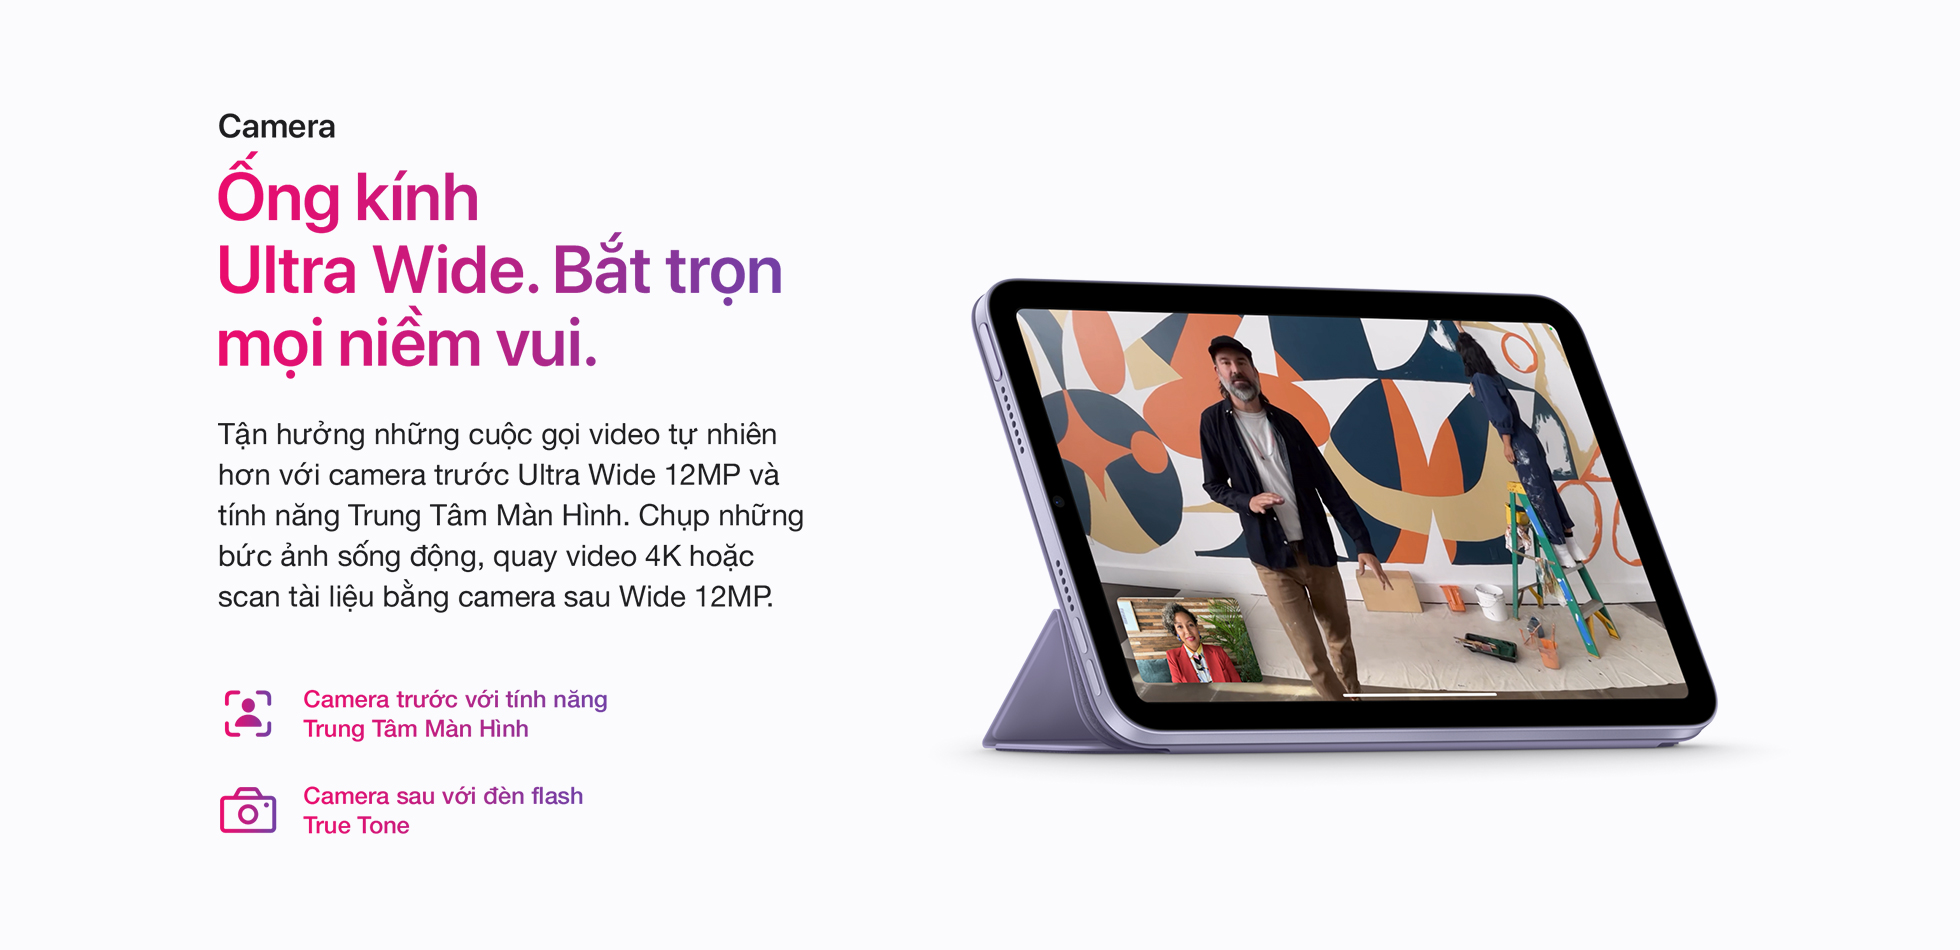 Camera
Ống kính
Ultra Wide. Bắt trọn
mọi niềm vui.
Tận hưởng những cuộc gọi video tự nhiên
hơn với camera trước Ultra Wide 12MP và
tính năng Trung Tâm Màn Hình. Chụp những
bức ảnh sống động, quay video 4K hoặc
scan tài liệu bằng camera sau Wide 12MP.
Camera trước với tính năng
Trung Tâm Màn Hình
Camera sau với đèn flash
True Tone